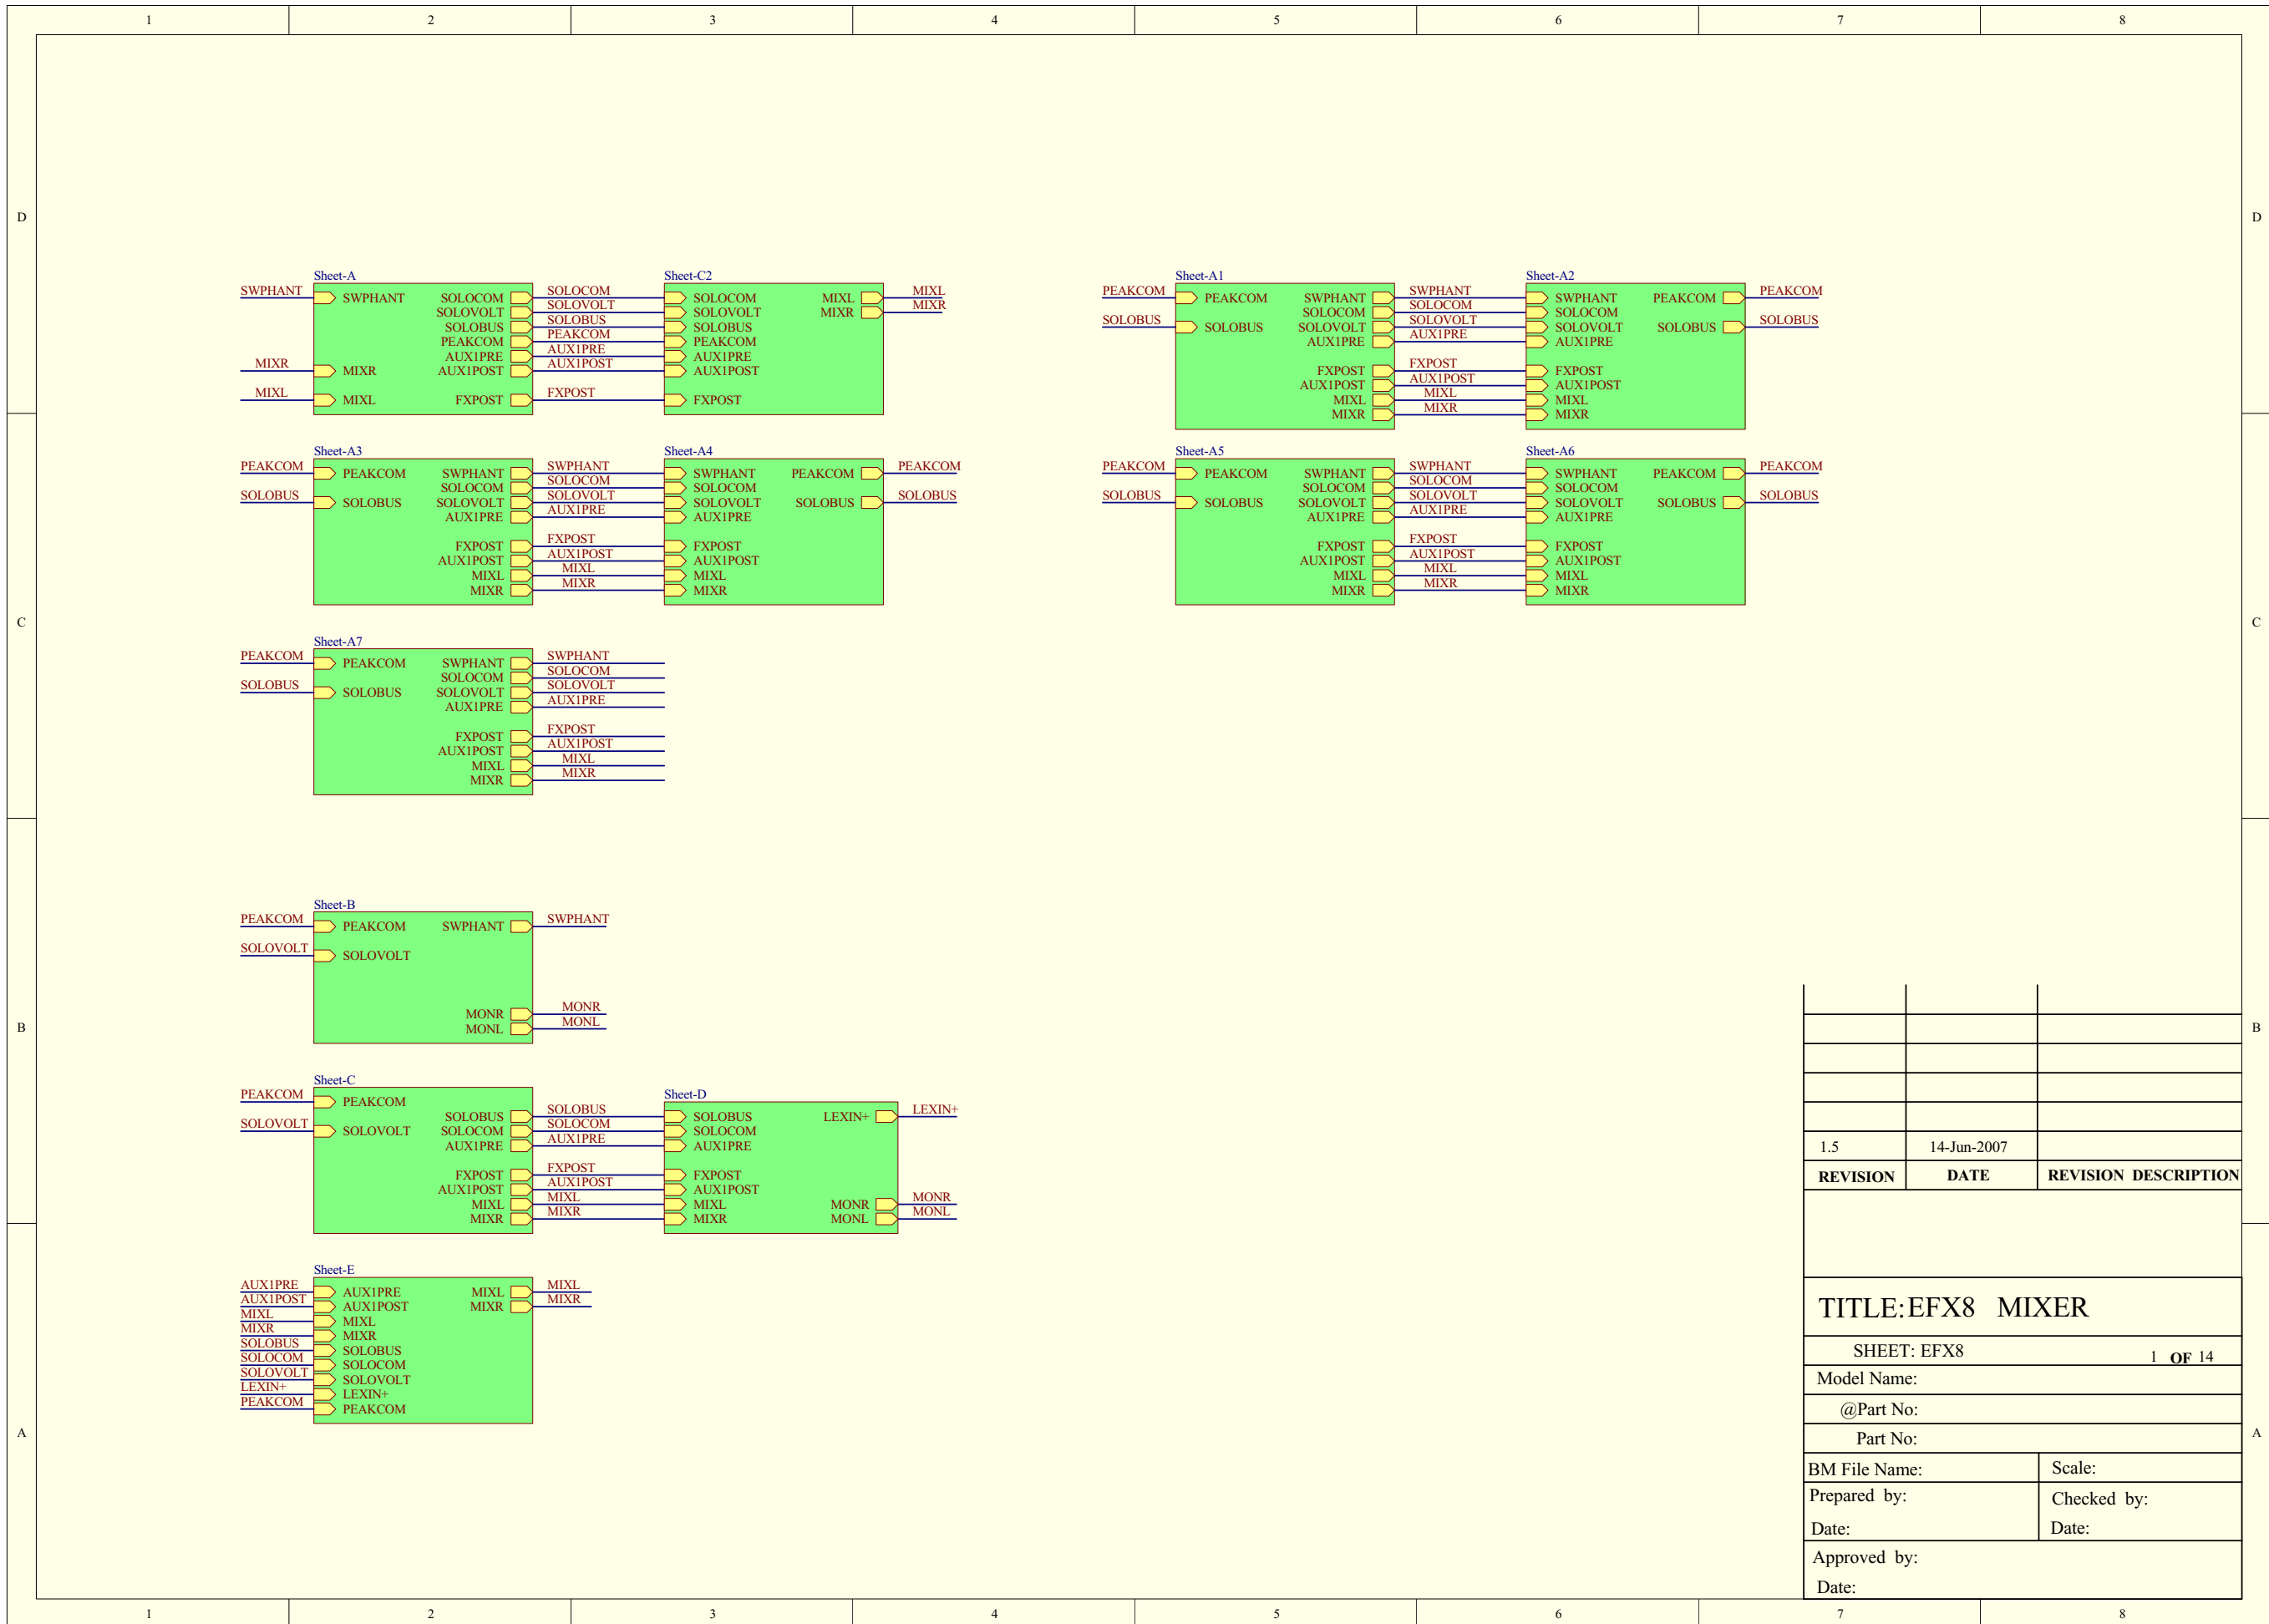 1 2 3 4 5 6 7 8
D D
Sheet-A
SWPHANT
SWPHANT
MIXR
MIXR
MIXL
MIXL
SOLOCOM
SOLOVOLT
SOLOBUS
PEAKCOM
AUX1PRE
AUX1POST
FXPOST
SOLOCOM
SOLOVOLT
SOLOBUS
PEAKCOM
AUX1PRE
AUX1POST
FXPOST
Sheet-C2
SOLOCOM
SOLOVOLT
SOLOBUS
PEAKCOM
AUX1PRE
AUX1POST
FXPOST
MIXL
MIXR
MIXL
MIXR
Sheet-A1
PEAKCOM
PEAKCOM
SOLOBUS
SOLOBUS
SWPHANT
SOLOCOM
SOLOVOLT
AUX1PRE
FXPOST
AUX1POST
MIXL
MIXR
SWPHANT
SOLOCOM
SOLOVOLT
AUX1PRE
FXPOST
AUX1POST
MIXL
MIXR
Sheet-A2
SWPHANT
SOLOCOM
SOLOVOLT
AUX1PRE
FXPOST
AUX1POST
MIXL
MIXR
PEAKCOM
SOLOBUS
PEAKCOM
SOLOBUS
Sheet-A3
PEAKCOM
PEAKCOM
SOLOBUS
SOLOBUS
SWPHANT
SOLOCOM
SOLOVOLT
AUX1PRE
FXPOST
AUX1POST
MIXL
MIXR
SWPHANT
SOLOCOM
SOLOVOLT
AUX1PRE
FXPOST
AUX1POST
MIXL
MIXR
Sheet-A4
SWPHANT
SOLOCOM
SOLOVOLT
AUX1PRE
FXPOST
AUX1POST
MIXL
MIXR
PEAKCOM
SOLOBUS
PEAKCOM
SOLOBUS
Sheet-A5
PEAKCOM
PEAKCOM
SOLOBUS
SOLOBUS
SWPHANT
SOLOCOM
SOLOVOLT
AUX1PRE
FXPOST
AUX1POST
MIXL
MIXR
SWPHANT
SOLOCOM
SOLOVOLT
AUX1PRE
FXPOST
AUX1POST
MIXL
MIXR
Sheet-A6
SWPHANT
SOLOCOM
SOLOVOLT
AUX1PRE
FXPOST
AUX1POST
MIXL
MIXR
PEAKCOM
SOLOBUS
PEAKCOM
SOLOBUS
C C
Sheet-A7
PEAKCOM
PEAKCOM
SOLOBUS
SOLOBUS
SWPHANT
SOLOCOM
SOLOVOLT
AUX1PRE
FXPOST
AUX1POST
MIXL
MIXR
SWPHANT
SOLOCOM
SOLOVOLT
AUX1PRE
FXPOST
AUX1POST
MIXL
MIXR
Sheet-B
PEAKCOM
PEAKCOM
SOLOVOLT
SOLOVOLT
SWPHANT
MONR
MONL
SWPHANT
MONR
MONL
B B
Sheet-C
PEAKCOM
PEAKCOM
SOLOVOLT
SOLOVOLT
SOLOBUS
SOLOCOM
AUX1PRE
FXPOST
AUX1POST
MIXL
MIXR
SOLOBUS
SOLOCOM
AUX1PRE
FXPOST
AUX1POST
MIXL
MIXR
Sheet-D
SOLOBUS
SOLOCOM
AUX1PRE
FXPOST
AUX1POST
MIXL
MIXR
LEXIN+
MONR
MONL
LEXIN+
MONR
MONL
Sheet-E
AUX1PRE
AUX1POST
MIXL
MIXR
SOLOBUS
SOLOCOM
SOLOVOLT
LEXIN+
PEAKCOM
AUX1PRE
AUX1POST
MIXL
MIXR
SOLOBUS
SOLOCOM
SOLOVOLT
LEXIN+
PEAKCOM
MIXL
MIXR
MIXL
MIXR
A A
1.5 14-Jun-2007
REVISION DATE REVISION DESCRIPTION
TITLE:EFX8 MIXER
SHEET: EFX8 1 OF 14
Model Name:
@Part No:
Part No:
BM File Name: Scale:
Prepared by: Checked by:
Date: Date:
Approved by:
Date:
1 2 3 4 5 6 7 8